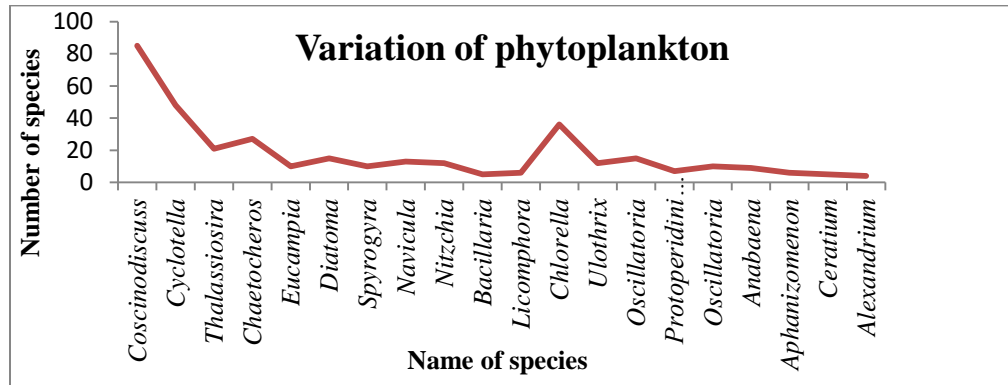 Variation of phytoplankton
Number of species
100
80
60
40
20
0
Coscinodiscuss
Cyclotella
Thalassiosira
Chaetocheros
Eucampia
Diatoma
Spyrogyra
Navicula
Nitzchia
Bacillaria
Licomphora
Chlorella
Ulothrix
Oscillatoria
Protoperidini...
Oscillatoria
Anabaena
Aphanizomenon
Ceratium
Alexandrium
Name of species